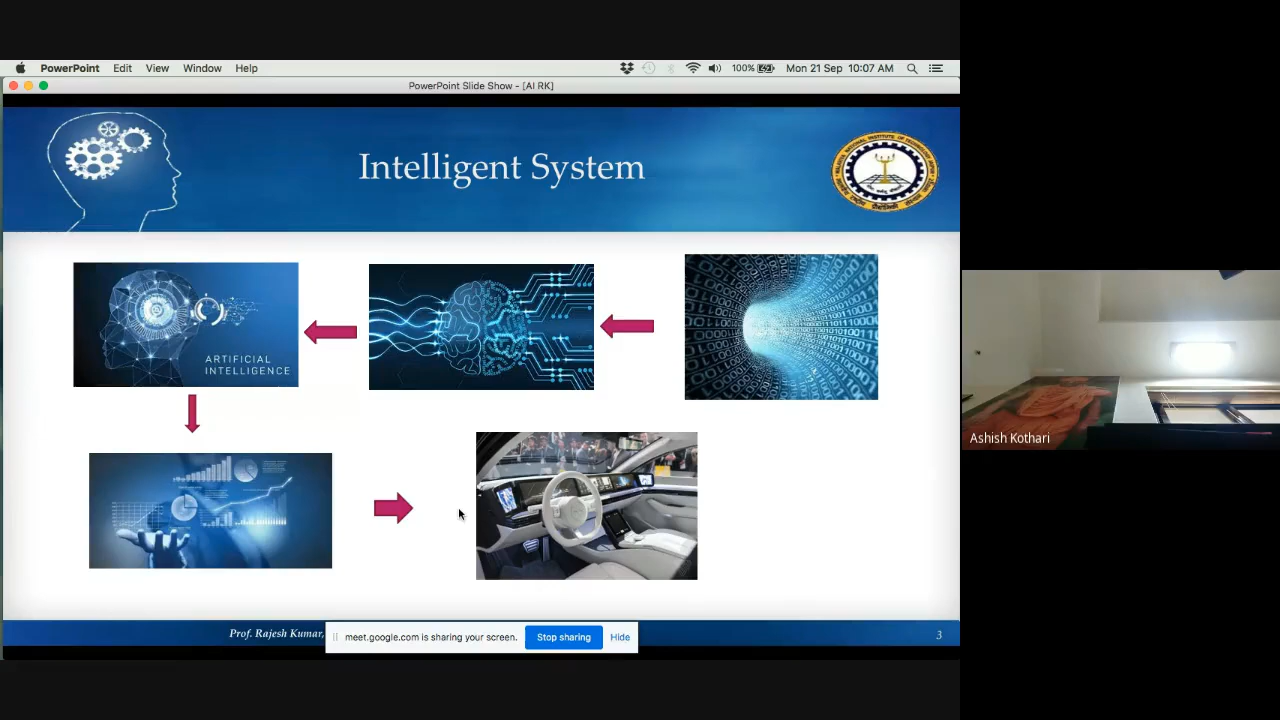 PowerPoint Edit View Window Help
100% Mon 21 Sep 10:07 AM
PowerPoint Slide Show - [AI RK]
Intelligent System
ARTIFICIAL
INTELLIGENCE
Ashish Kothari
Prof. Rajesh Kumar,
meet.google.com is sharing your screen. Stop sharing Hide
3